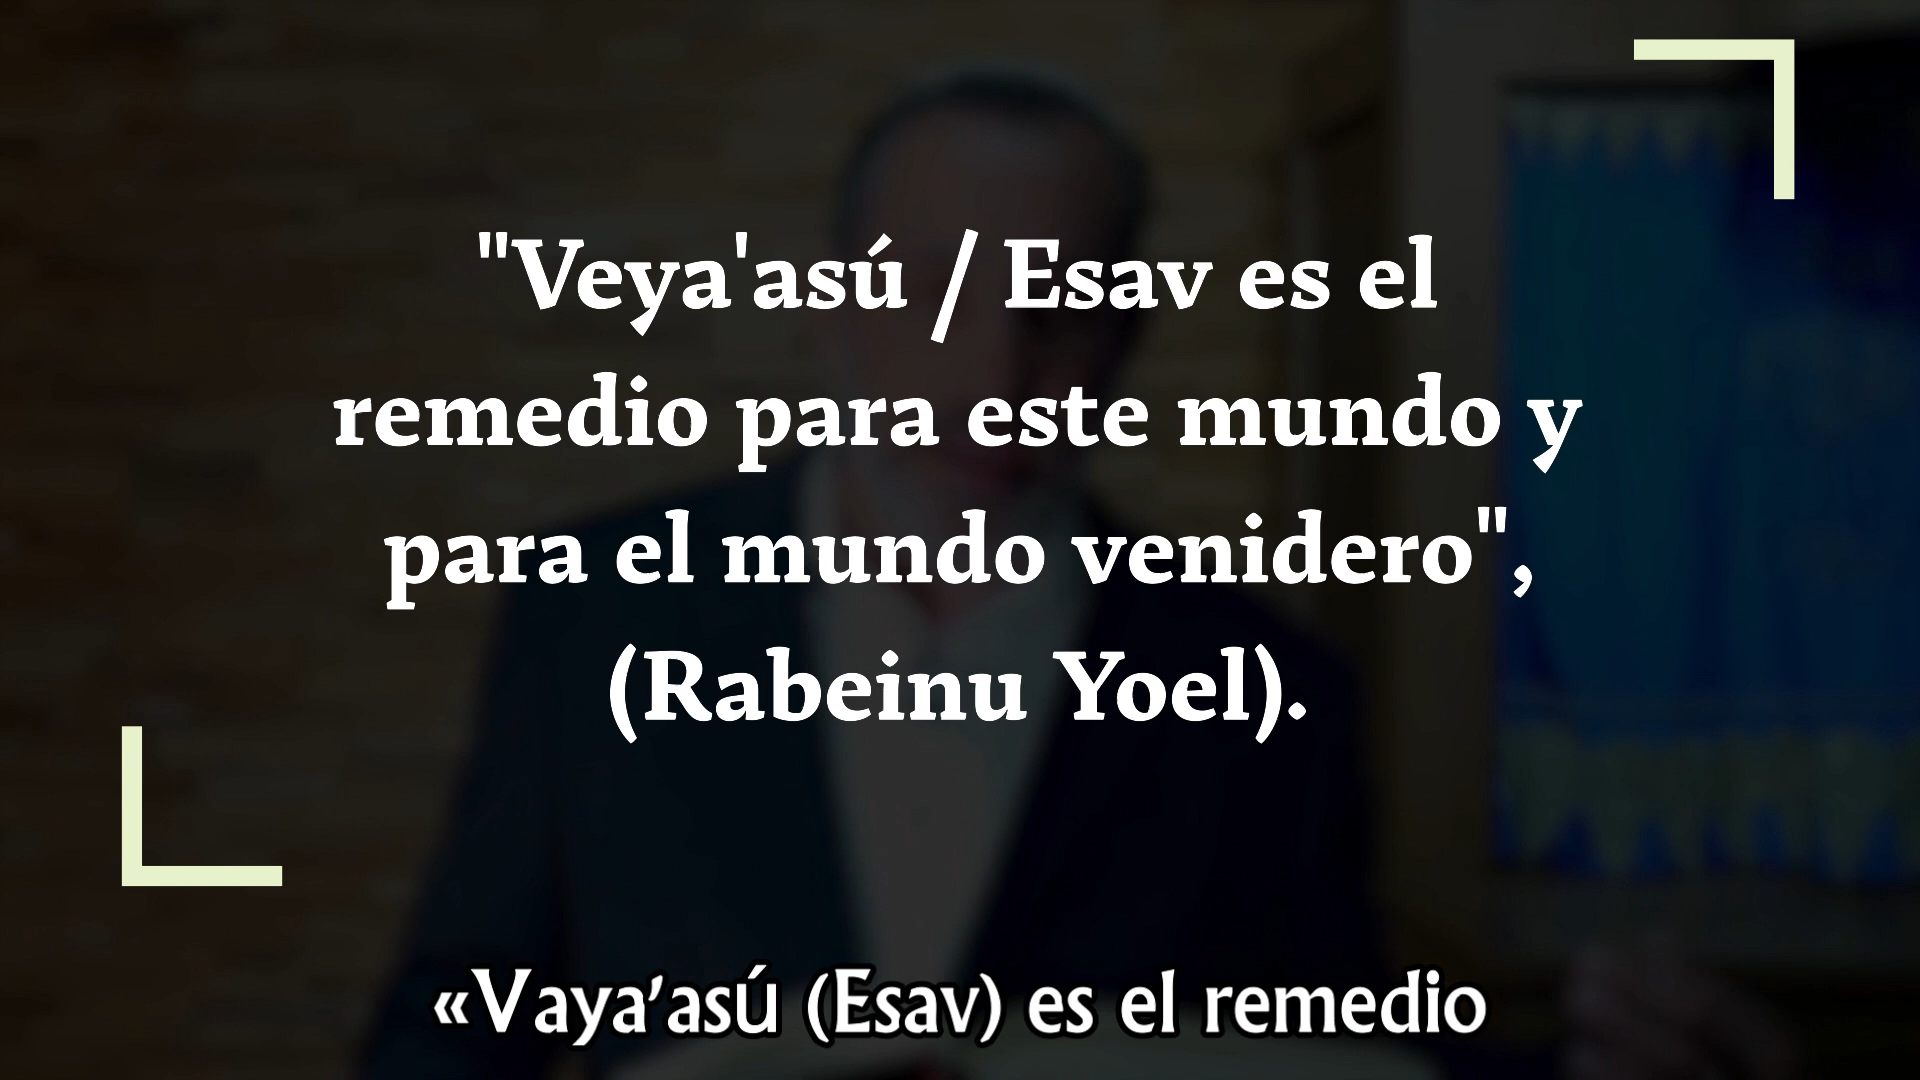 "Veya'asú / Esav es el
remedio para este mundo y
para el mundo venidero",
(Rabeinu Yoel).
«Vaya’asú (Esav) es el remedio